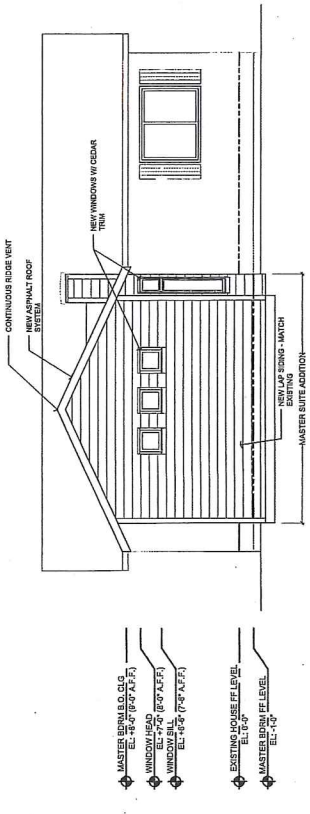 CONTINUOUS RIDGE VENT
NEW ASPHALT ROOF
SYSTEM
NEW WINDOWS W/ CEDAR
TRIM
NEW LAP SIDING - MATCH
EXISTING
MASTER SUITE ADDITION
MASTER BDRM B.O. CLG
EL: +8'-0" (9'-0" A.F.F.)
WINDOW HEAD
EL: +7'-0" (8'-0" A.F.F.)
WINDOW SILL
EL: +6'-6" (7'-6" A.F.F.)
EXISTING HOUSE FF LEVEL
EL: 0'-0"
MASTER BDRM FF LEVEL
EL: -1'-0"